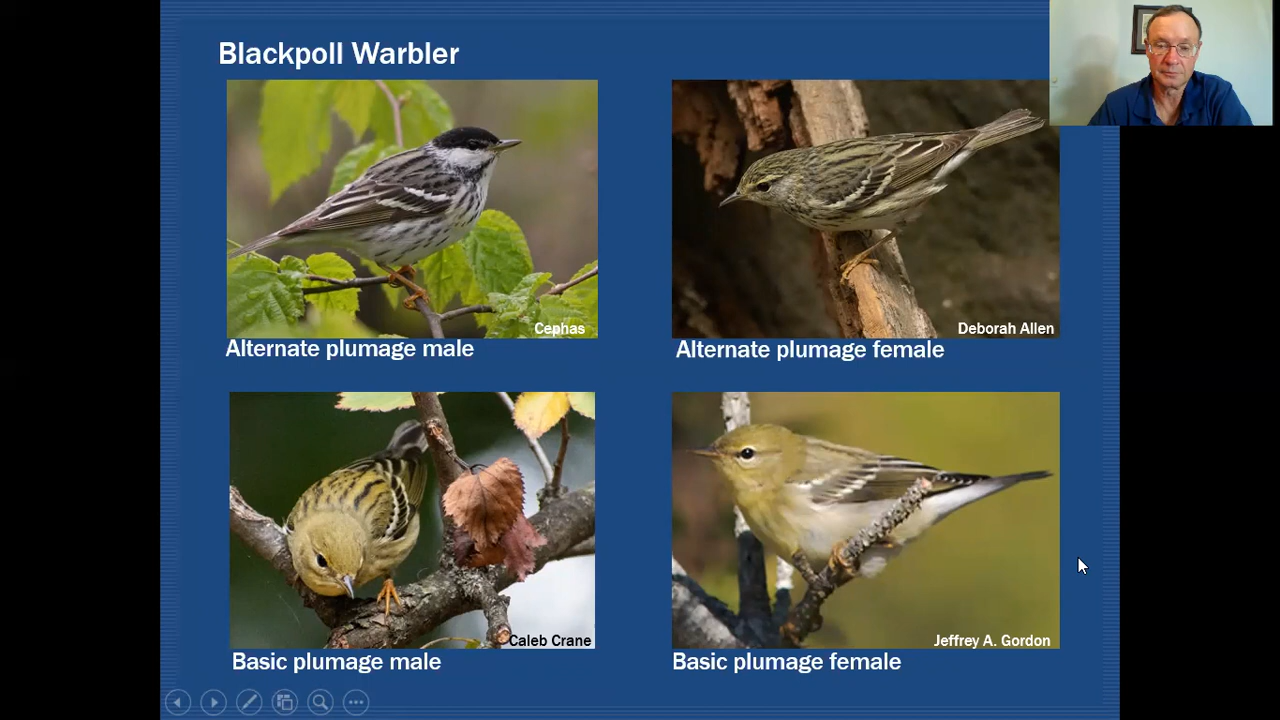 Blackpoll Warbler
Cephas
Deborah Allen
Alternate plumage male
Alternate plumage female
Caleb Crane
Jeffrey A. Gordon
Basic plumage male
Basic plumage female